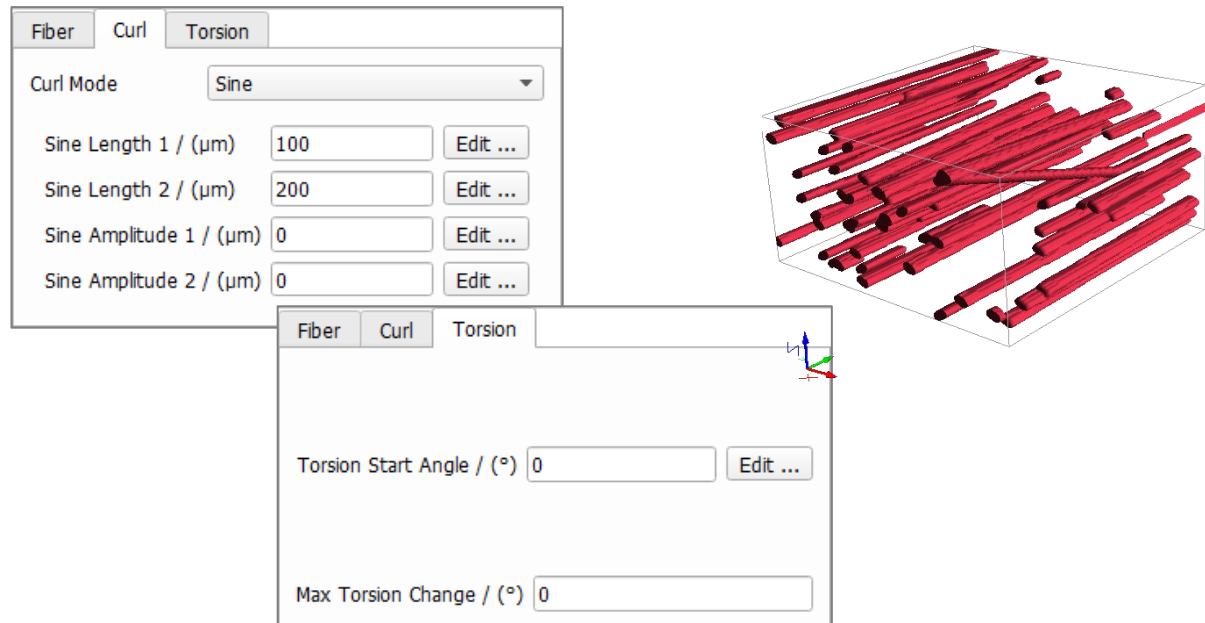 Fiber Curl Torsion
Curl Mode Sine
Sine Length 1 / (µm) 100 Edit ...
Sine Length 2 / (µm) 200 Edit ...
Sine Amplitude 1 / (µm) 0 Edit ...
Sine Amplitude 2 / (µm) 0 Edit ...
Fiber Curl Torsion
Torsion Start Angle / (°) 0 Edit ...
Max Torsion Change / (°) 0